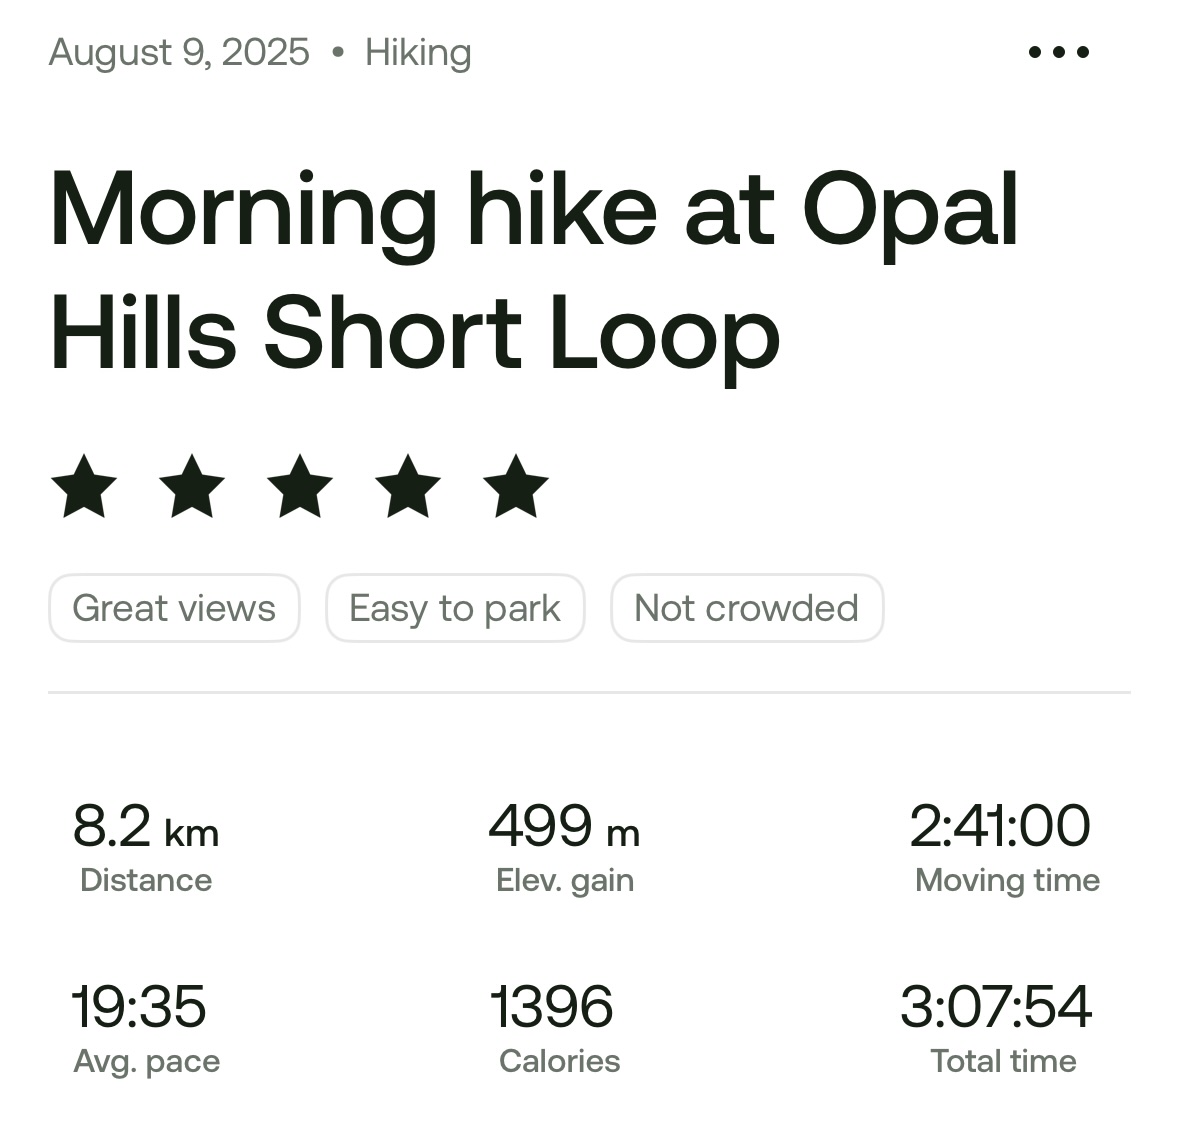 August 9, 2025 • Hiking
Morning hike at Opal
Hills Short Loop
Great views Easy to park Not crowded
8.2 km 499 m 2:41:00
Distance Elev. gain Moving time
19:35 1396 3:07:54
Avg. pace Calories Total time